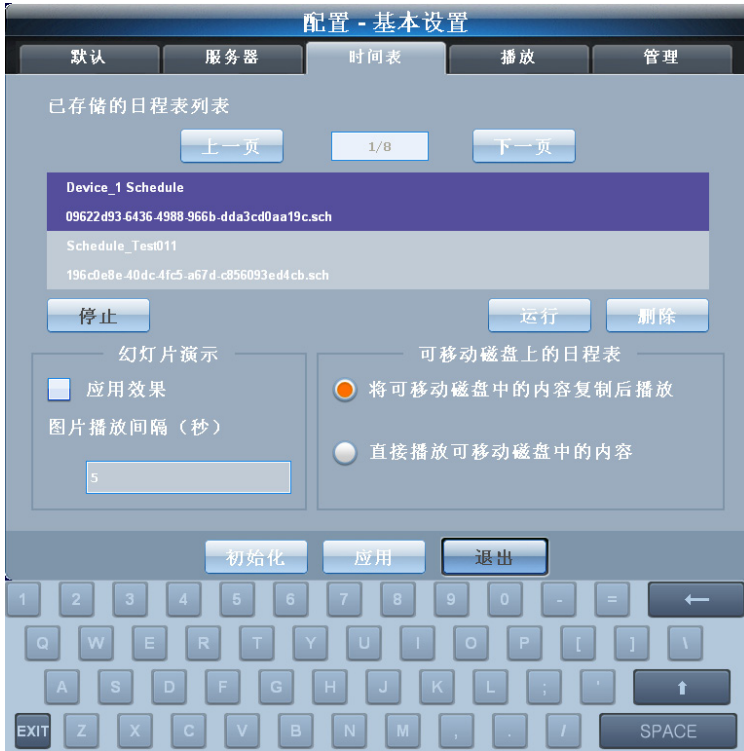 配置 - 基本设置
默认 服务器 时间表 播放 管理
已存储的日程表列表
上一页 1/8 下一页
Device_1 Schedule
09622d93-6436-4988-966b-dda3cd0aa19c.sch
Schedule_Test011
196c0e8e-40dc-4fc5-a67d-c856093ed4cb.sch
停止 运行 删除
幻灯片演示 可移动磁盘上的日程表
应用效果 将可移动磁盘中的内容复制后播放
图片播放间隔（秒）
直接播放可移动磁盘中的内容
5
初始化 应用 退出
1 2 3 4 5 6 7 8 9 0 - = ←
Q W E R T Y U I O P [ ] \
A S D F G H J K L ; ' ↑
EXIT Z X C V B N M , . / SPACE